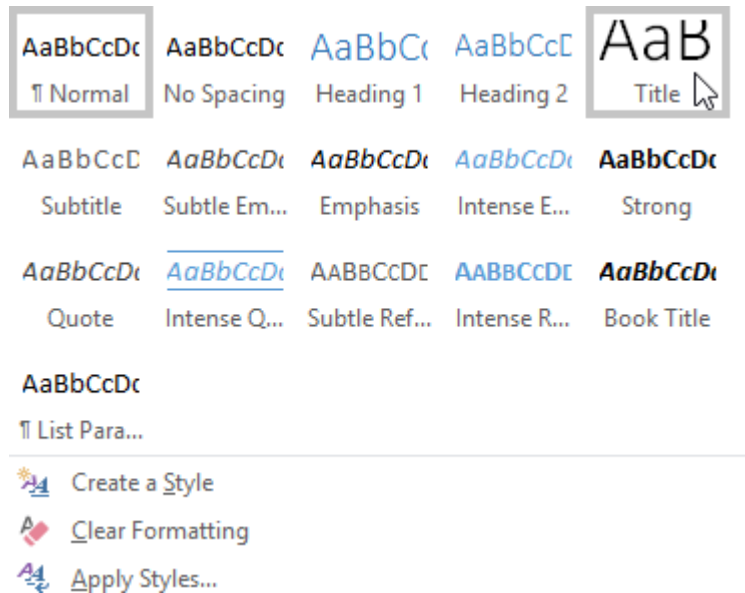 AaBbCcDc AaBbCcDc AaBbCc AaBbCcD AaB
¶ Normal No Spacing Heading 1 Heading 2 Title
AaBbCcD AaBbCcDc AaBbCcDc AaBbCcDc AaBbCcDc
Subtitle Subtle Em... Emphasis Intense E... Strong
AaBbCcDc AaBbCcDc AABBCCDD AABBCCDD AaBbCcDc
Quote Intense Q... Subtle Ref... Intense R... Book Title
AaBbCcDc
¶ List Para...
Create a Style
Clear Formatting
Apply Styles...